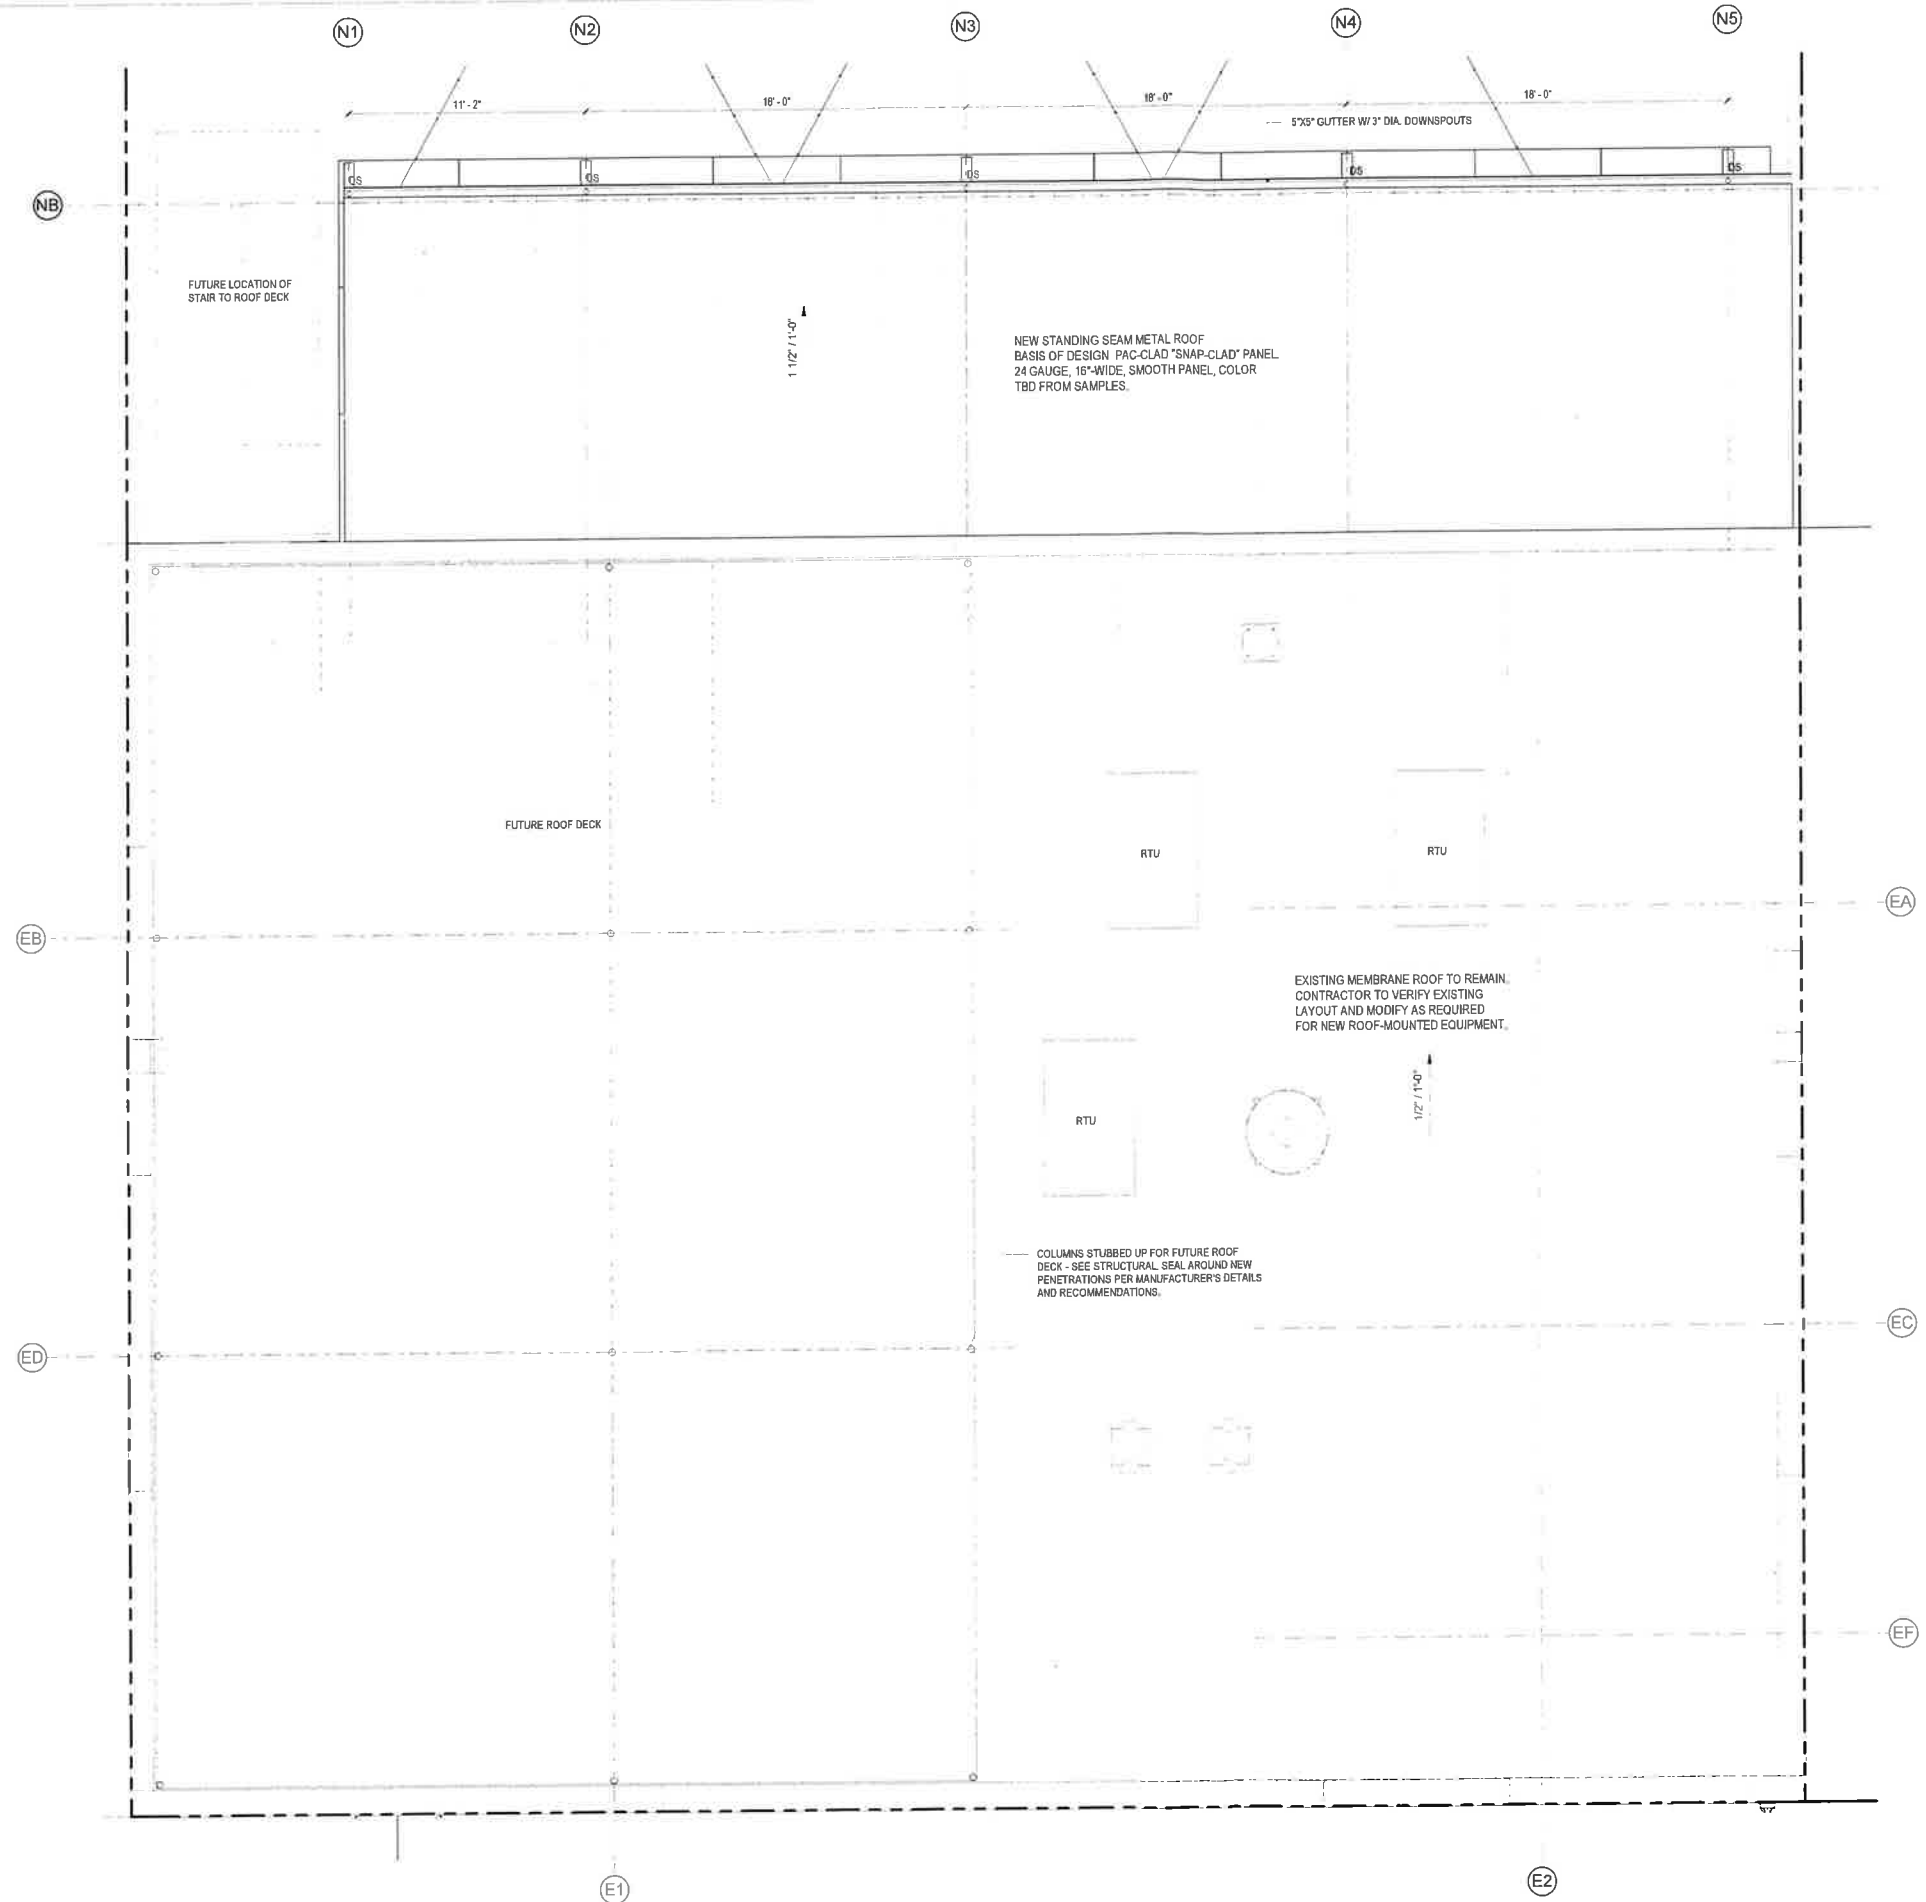 N1
N2
N3
N4
N5
11' - 2"
18' - 0"
18' - 0"
18' - 0"
5"X5" GUTTER W/ 3" DIA. DOWNSPOUTS
DS
DS
DS
DS
DS
NB
FUTURE LOCATION OF
STAIR TO ROOF DECK
1 1/2" / 1'-0"
NEW STANDING SEAM METAL ROOF
BASIS OF DESIGN PAC-CLAD "SNAP-CLAD" PANEL
24 GAUGE, 16"-WIDE, SMOOTH PANEL, COLOR
TBD FROM SAMPLES.
FUTURE ROOF DECK
RTU
RTU
EA
EB
EXISTING MEMBRANE ROOF TO REMAIN.
CONTRACTOR TO VERIFY EXISTING
LAYOUT AND MODIFY AS REQUIRED
FOR NEW ROOF-MOUNTED EQUIPMENT.
1/2" / 1'-0"
RTU
COLUMNS STUBBED UP FOR FUTURE ROOF
DECK - SEE STRUCTURAL. SEAL AROUND NEW
PENETRATIONS PER MANUFACTURER'S DETAILS
AND RECOMMENDATIONS.
EC
ED
EF
E1
E2